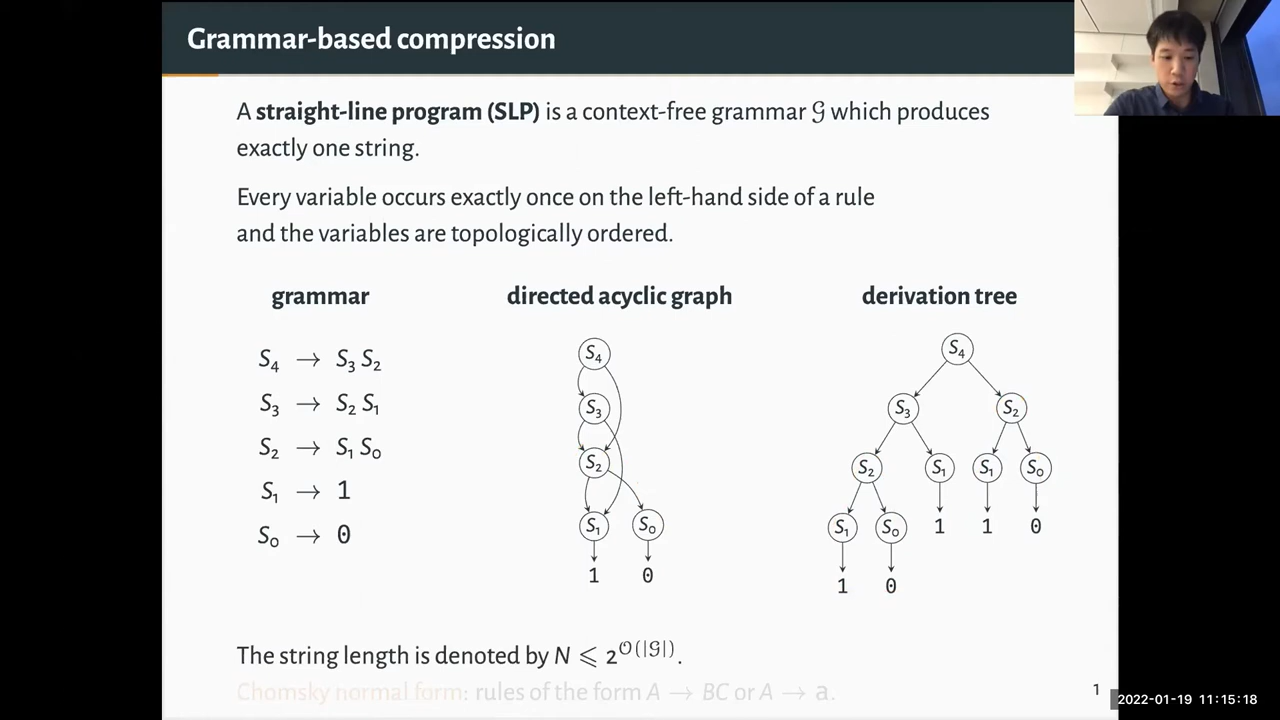 Grammar-based compression
A straight-line program (SLP) is a context-free grammar 𝒢 which produces
exactly one string.
Every variable occurs exactly once on the left-hand side of a rule
and the variables are topologically ordered.
grammar
S₄ → S₃ S₂
S₃ → S₂ S₁
S₂ → S₁ S₀
S₁ → 1
S₀ → 0
directed acyclic graph
S₄
S₃
S₂
S₁ S₀
1 0
derivation tree
S₄
S₃ S₂
S₂ S₁ S₁ S₀
S₁ S₀ 1 1 0
1 0
The string length is denoted by N ⩽ 2^𝒪(|𝒢|).
Chomsky normal form: rules of the form A → BC or A → a.
1
2022-01-19 11:15:18